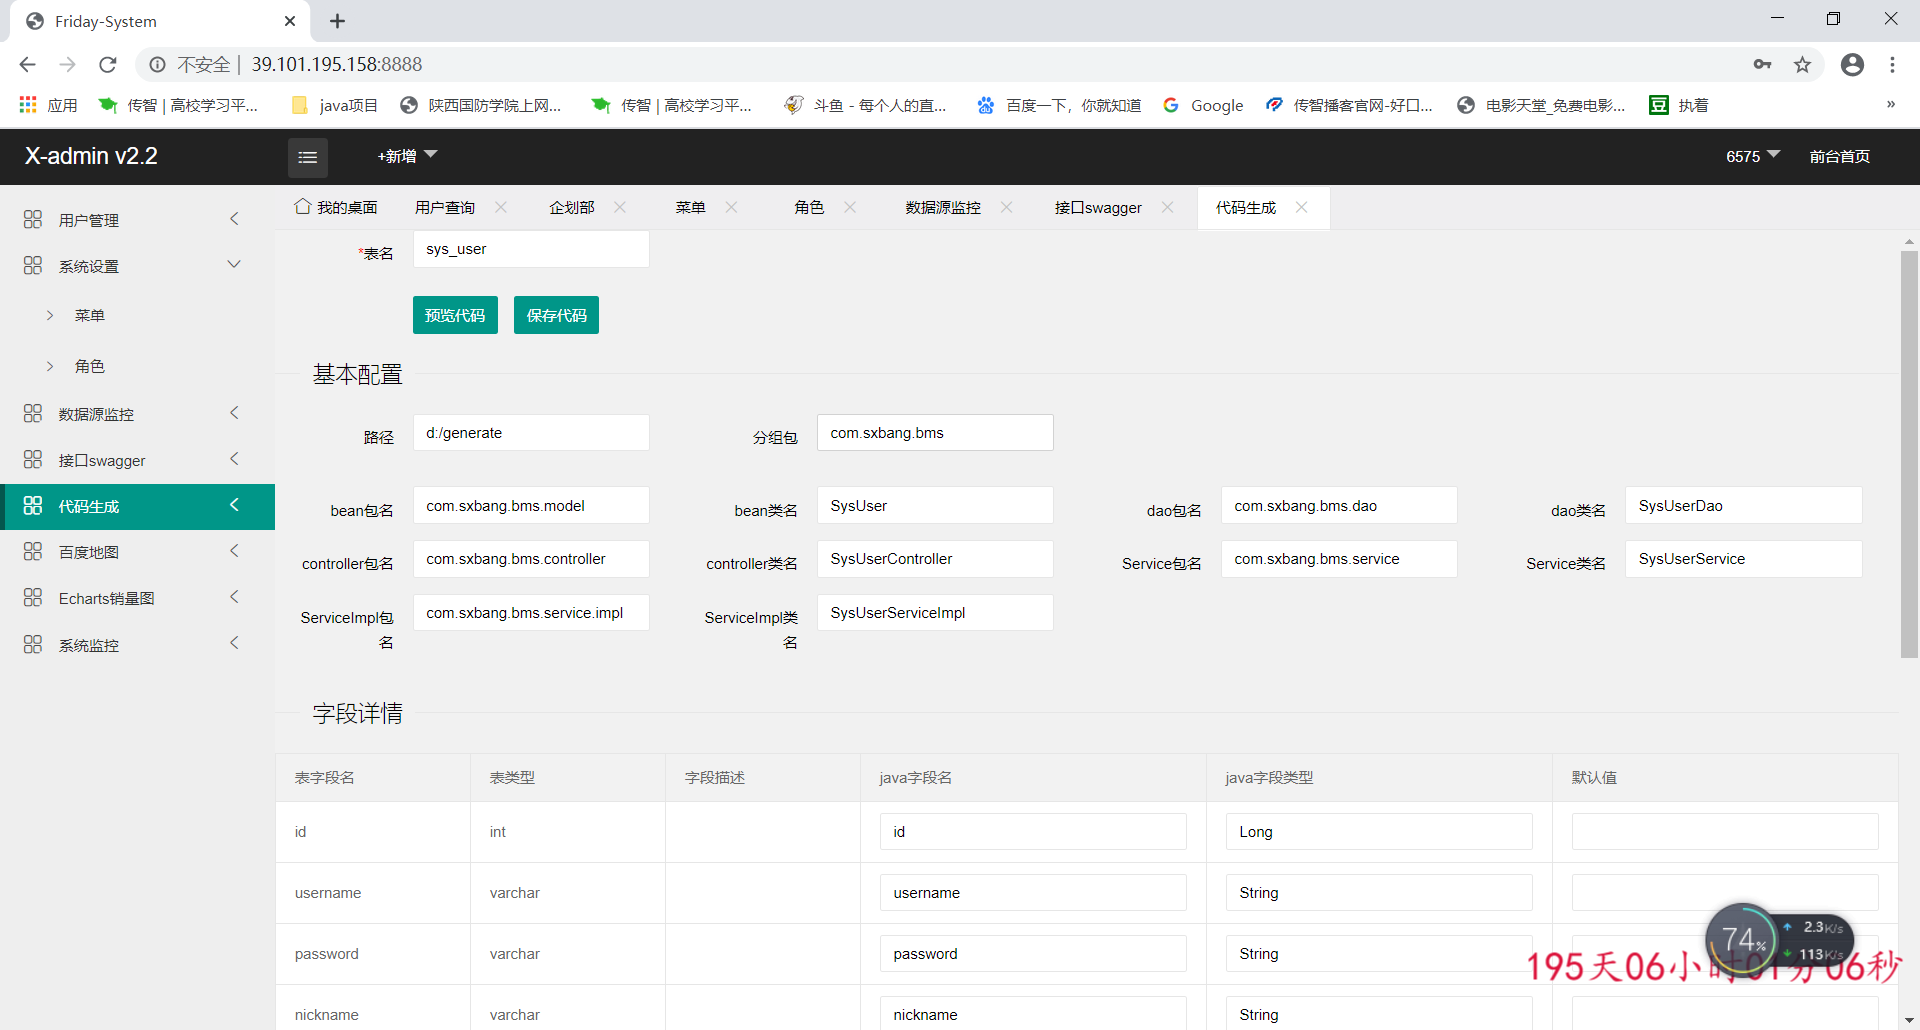 Friday-System
不安全 | 39.101.195.158:8888
应用 传智 | 高校学习平... java项目 陕西国防学院上网... 传智 | 高校学习平... 斗鱼 - 每个人的直... 百度一下，你就知道 Google 传智播客官网-好口... 电影天堂_免费电影... 豆 执着 »
X-admin v2.2 +新增 6575 前台首页
我的桌面 用户查询 企划部 菜单 角色 数据源监控 接口swagger 代码生成
用户管理
系统设置
菜单
角色
数据源监控
接口swagger
代码生成
百度地图
Echarts销量图
系统监控
*表名 sys_user
预览代码 保存代码
基本配置
路径 d:/generate 分组包 com.sxbang.bms
bean包名 com.sxbang.bms.model bean类名 SysUser dao包名 com.sxbang.bms.dao dao类名 SysUserDao
controller包名 com.sxbang.bms.controller controller类名 SysUserController Service包名 com.sxbang.bms.service Service类名 SysUserService
ServiceImpl包名 com.sxbang.bms.service.impl ServiceImpl类名 SysUserServiceImpl
字段详情
表字段名 表类型 字段描述 java字段名 java字段类型 默认值
id int id Long
username varchar username String
password varchar password String
nickname varchar nickname String
74% 2.3K/s
113K/s
195天06小时01分06秒